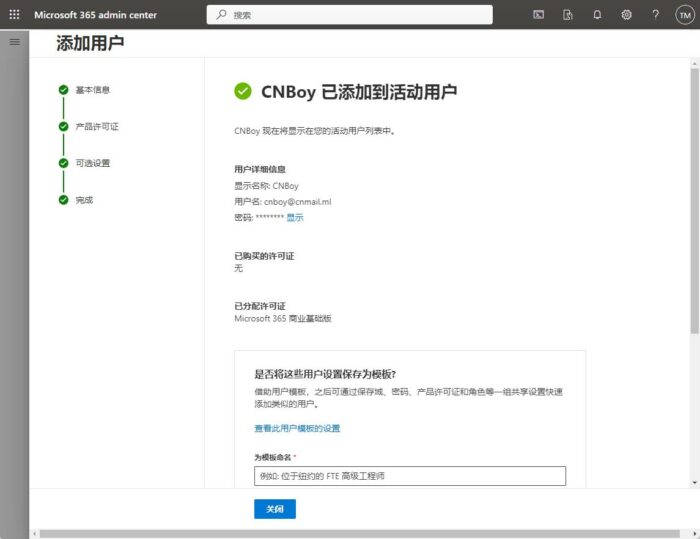 Microsoft 365 admin center
搜索
TM
添加用户
基本信息
产品许可证
可选设置
完成
CNBoy 已添加到活动用户
CNBoy 现在将显示在您的活动用户列表中。
用户详细信息
显示名称: CNBoy
用户名: cnboy@cnmail.ml
密码: ******** 显示
已购买的许可证
无
已分配许可证
Microsoft 365 商业基础版
是否将这些用户设置保存为模板?
借助用户模板，之后可通过保存域、密码、产品许可证和角色等一组共享设置快速
添加类似的用户。
查看此用户模板的设置
为模板命名 *
例如: 位于纽约的 FTE 高级工程师
关闭